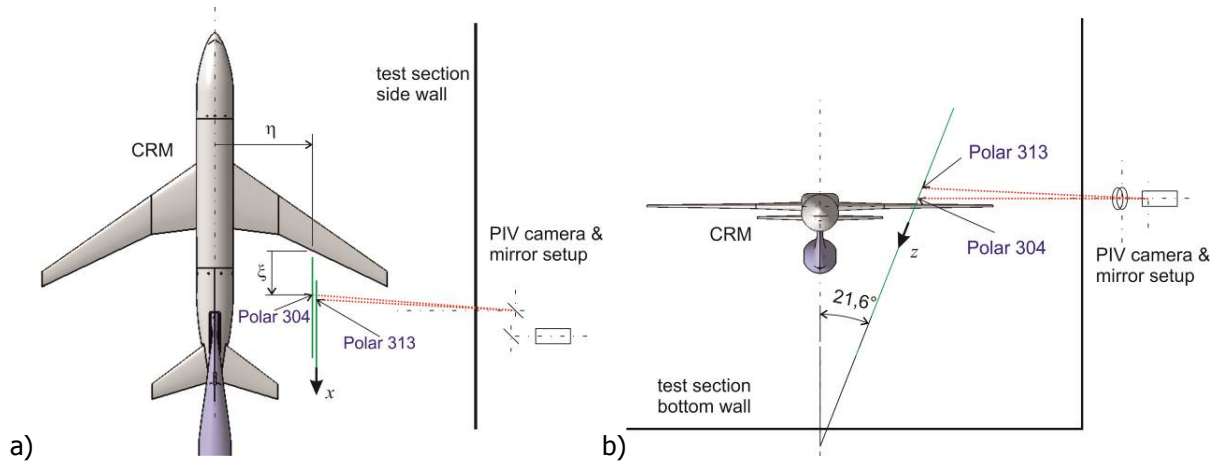 test section
side wall
η
CRM
PIV camera &
mirror setup
ξ
Polar 304
Polar 313
x
a)
Polar 313
CRM
Polar 304
z
PIV camera &
mirror setup
21,6°
test section
bottom wall
b)